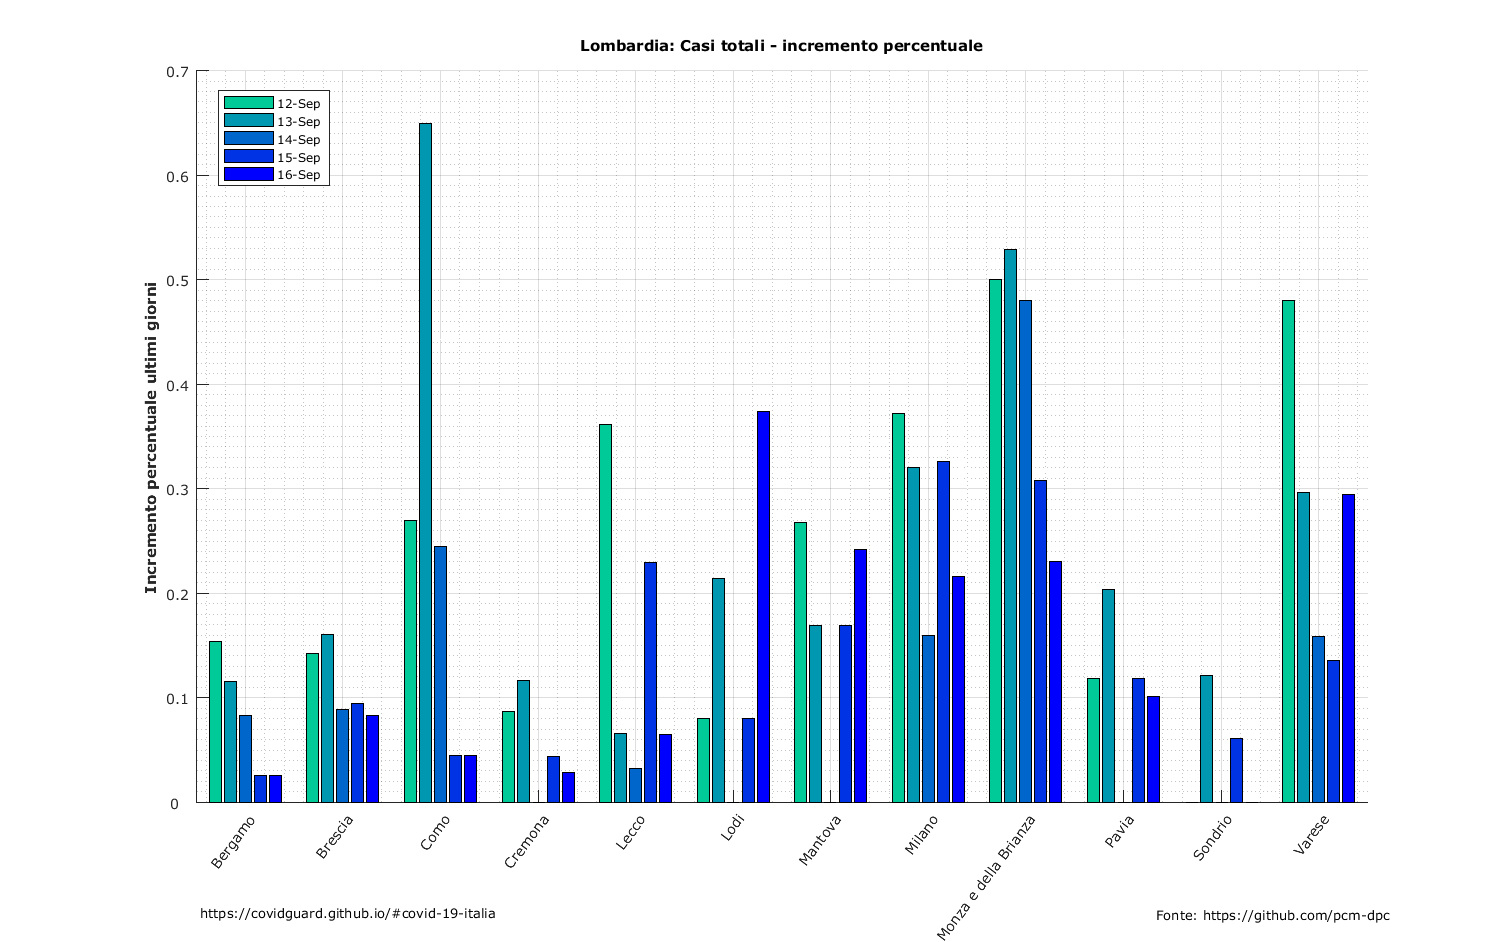 Lombardia: Casi totali - incremento percentuale
0.7
0.6
0.5
0.4
0.3
0.2
0.1
0
Incremento percentuale ultimi giorni
12-Sep
13-Sep
14-Sep
15-Sep
16-Sep
Bergamo
Brescia
Como
Cremona
Lecco
Lodi
Mantova
Milano
Monza e della Brianza
Pavia
Sondrio
Varese
https://covidguard.github.io/#covid-19-italia
Fonte: https://github.com/pcm-dpc